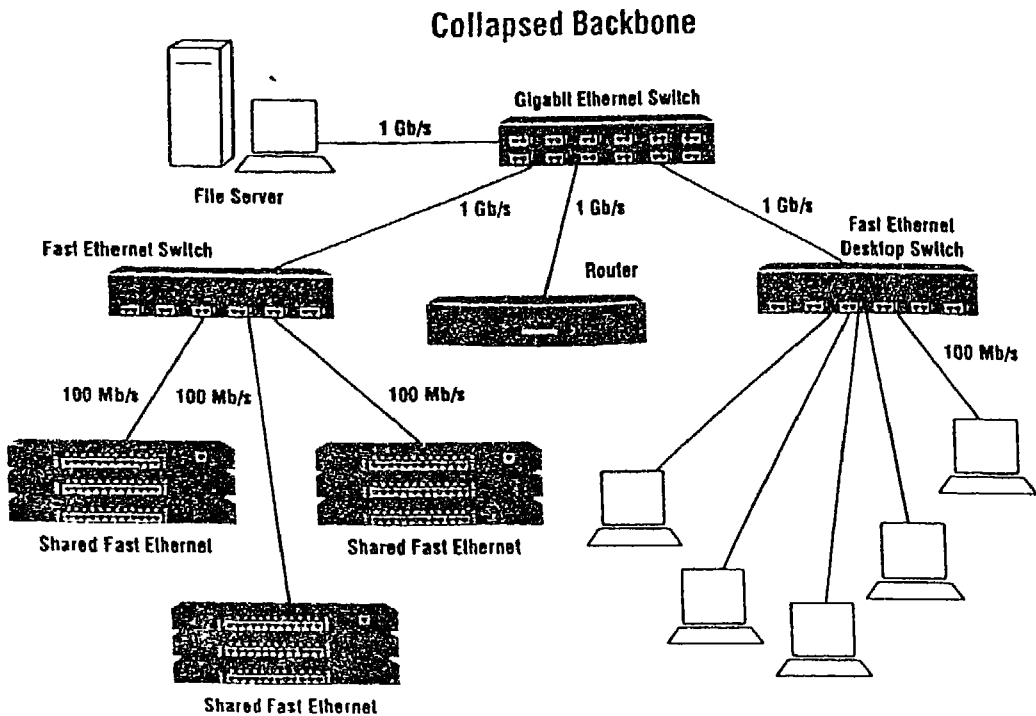 Collapsed Backbone
Gigabit Ethernet Switch
1 Gb/s
File Server
1 Gb/s
1 Gb/s
1 Gb/s
Fast Ethernet
Desktop Switch
Fast Ethernet Switch
Router
100 Mb/s
100 Mb/s
100 Mb/s
100 Mb/s
Shared Fast Ethernet
Shared Fast Ethernet
Shared Fast Ethernet